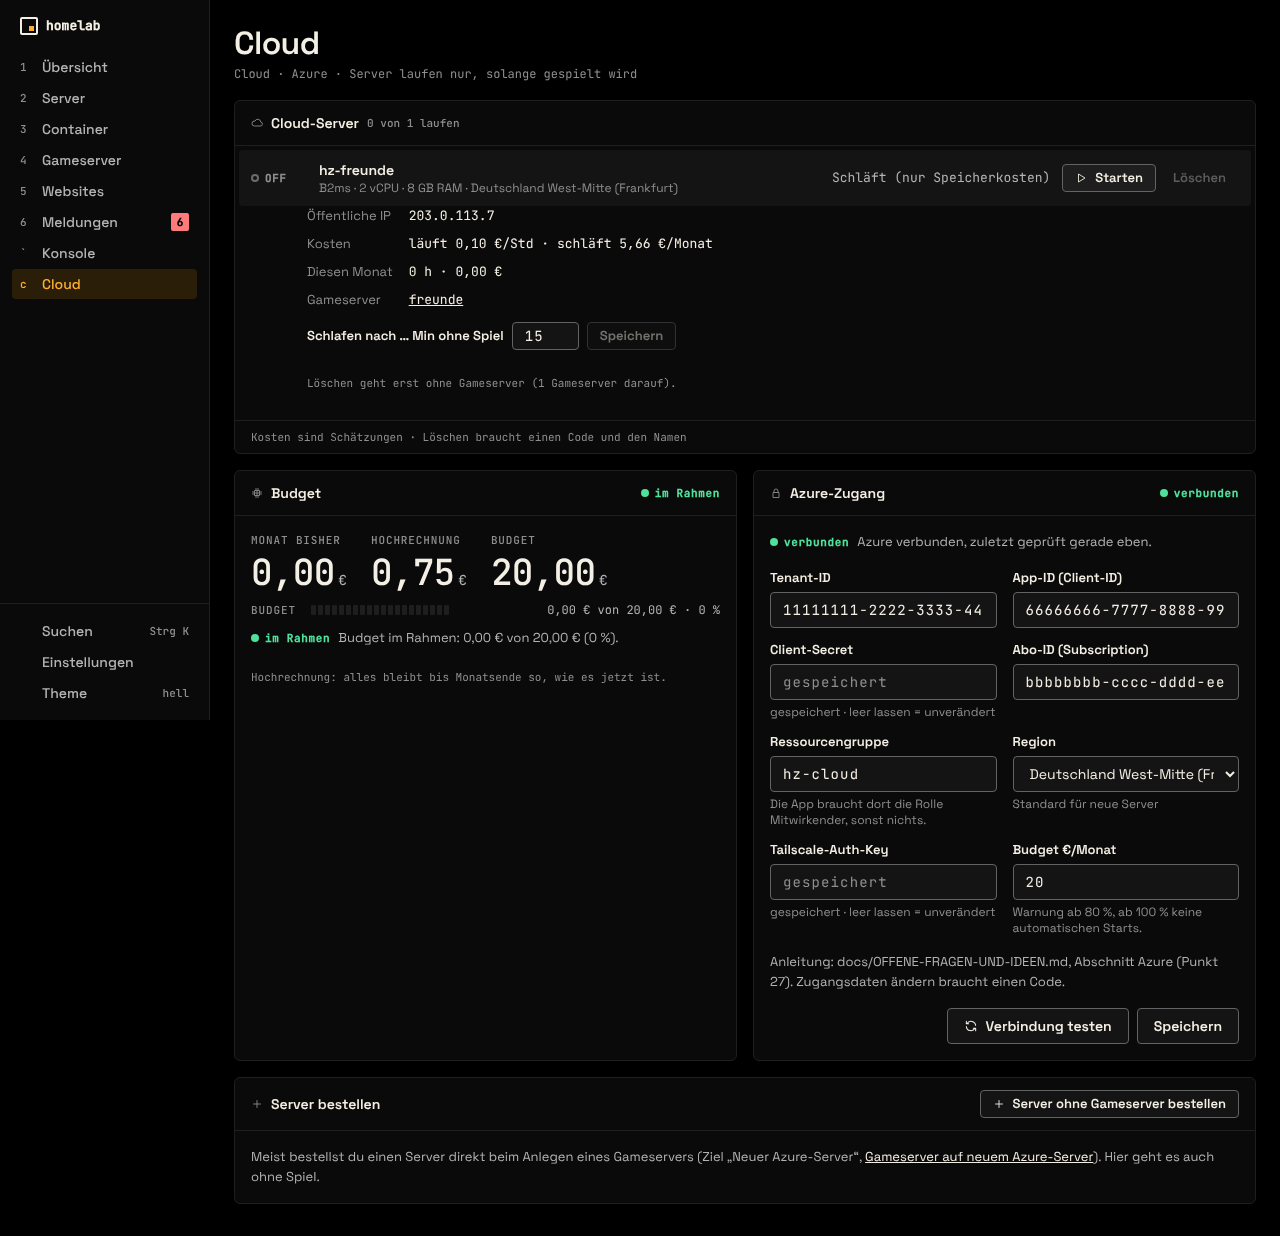 homelab
1 Übersicht
2 Server
3 Container
4 Gameserver
5 Websites
6 Meldungen 6
` Konsole
c Cloud
Suchen Strg K
Einstellungen
Theme hell
Cloud
Cloud · Azure · Server laufen nur, solange gespielt wird
Cloud-Server 0 von 1 laufen
OFF hz-freunde
B2ms · 2 vCPU · 8 GB RAM · Deutschland West-Mitte (Frankfurt)
Schläft (nur Speicherkosten) Starten Löschen
Öffentliche IP 203.0.113.7
Kosten läuft 0,10 €/Std · schläft 5,66 €/Monat
Diesen Monat 0 h · 0,00 €
Gameserver freunde
Schlafen nach … Min ohne Spiel 15 Speichern
Löschen geht erst ohne Gameserver (1 Gameserver darauf).
Kosten sind Schätzungen · Löschen braucht einen Code und den Namen
Budget im Rahmen
MONAT BISHER HOCHRECHNUNG BUDGET
0,00 € 0,75 € 20,00 €
BUDGET 0,00 € von 20,00 € · 0 %
im Rahmen Budget im Rahmen: 0,00 € von 20,00 € (0 %).
Hochrechnung: alles bleibt bis Monatsende so, wie es jetzt ist.
Azure-Zugang verbunden
verbunden Azure verbunden, zuletzt geprüft gerade eben.
Tenant-ID App-ID (Client-ID)
11111111-2222-3333-44 66666666-7777-8888-99
Client-Secret Abo-ID (Subscription)
gespeichert bbbbbbbb-cccc-dddd-ee
gespeichert · leer lassen = unverändert
Ressourcengruppe Region
hz-cloud Deutschland West-Mitte (Fr
Die App braucht dort die Rolle Standard für neue Server
Mitwirkender, sonst nichts.
Tailscale-Auth-Key Budget €/Monat
gespeichert 20
gespeichert · leer lassen = unverändert Warnung ab 80 %, ab 100 % keine
automatischen Starts.
Anleitung: docs/OFFENE-FRAGEN-UND-IDEEN.md, Abschnitt Azure (Punkt
27). Zugangsdaten ändern braucht einen Code.
Verbindung testen Speichern
Server bestellen Server ohne Gameserver bestellen
Meist bestellst du einen Server direkt beim Anlegen eines Gameservers (Ziel „Neuer Azure-Server“, Gameserver auf neuem Azure-Server). Hier geht es auch
ohne Spiel.